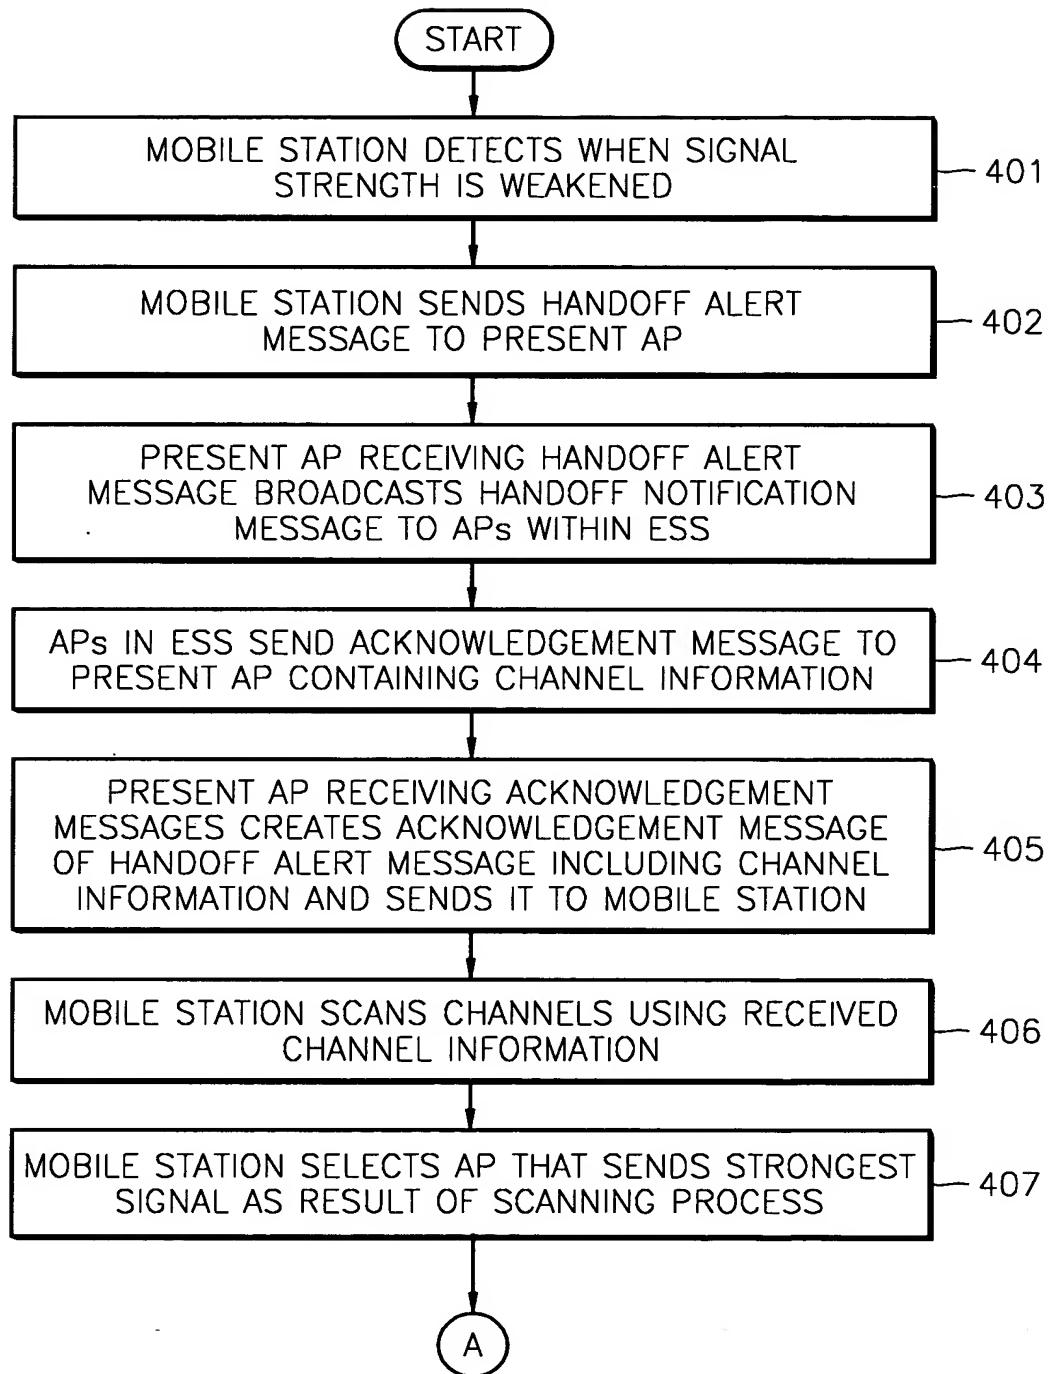 START
MOBILE STATION DETECTS WHEN SIGNAL
STRENGTH IS WEAKENED
401
MOBILE STATION SENDS HANDOFF ALERT
MESSAGE TO PRESENT AP
402
PRESENT AP RECEIVING HANDOFF ALERT
MESSAGE BROADCASTS HANDOFF NOTIFICATION
MESSAGE TO APs WITHIN ESS
403
APs IN ESS SEND ACKNOWLEDGEMENT MESSAGE TO
PRESENT AP CONTAINING CHANNEL INFORMATION
404
PRESENT AP RECEIVING ACKNOWLEDGEMENT
MESSAGES CREATES ACKNOWLEDGEMENT MESSAGE
OF HANDOFF ALERT MESSAGE INCLUDING CHANNEL
INFORMATION AND SENDS IT TO MOBILE STATION
405
MOBILE STATION SCANS CHANNELS USING RECEIVED
CHANNEL INFORMATION
406
MOBILE STATION SELECTS AP THAT SENDS STRONGEST
SIGNAL AS RESULT OF SCANNING PROCESS
407
A